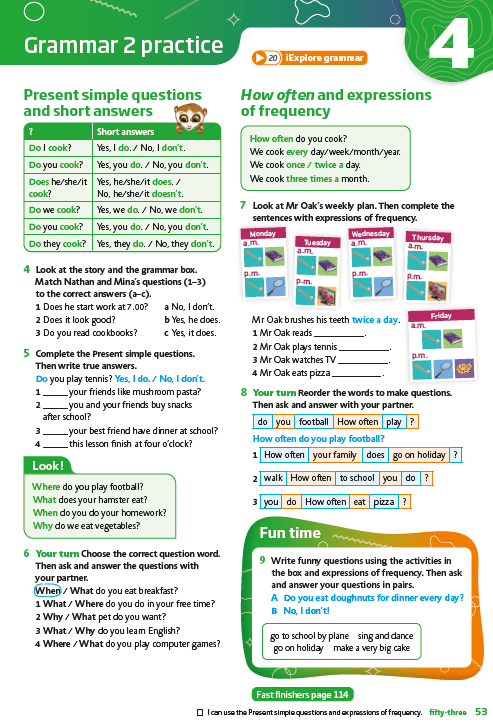 Grammar 2 practice
20 iExplore grammar
4
Present simple questions
and short answers
? Short answers
Do I cook? Yes, I do. / No, I don't.
Do you cook? Yes, you do. / No, you don't.
Does he/she/it cook? Yes, he/she/it does. / No, he/she/it doesn't.
Do we cook? Yes, we do. / No, we don't.
Do you cook? Yes, you do. / No, you don't.
Do they cook? Yes, they do. / No, they don't.
4 Look at the story and the grammar box.
Match Nathan and Mina's questions (1–3)
to the correct answers (a–c).
1 Does he start work at 7.00? a No, I don't.
2 Does it look good? b Yes, he does.
3 Do you read cookbooks? c Yes, it does.
5 Complete the Present simple questions.
Then write true answers.
Do you play tennis? Yes, I do. / No, I don't.
1 _____ your friends like mushroom pasta?
2 _____ you and your friends buy snacks
after school?
3 _____ your best friend have dinner at school?
4 _____ this lesson finish at four o'clock?
Look!
Where do you play football?
What does your hamster eat?
When do you do your homework?
Why do we eat vegetables?
6 Your turn Choose the correct question word.
Then ask and answer the questions with
your partner.
When / What do you eat breakfast?
1 What / Where do you do in your free time?
2 Why / What pet do you want?
3 What / Why do you learn English?
4 Where / What do you play computer games?
How often and expressions
of frequency
How often do you cook?
We cook every day/week/month/year.
We cook once / twice a day.
We cook three times a month.
7 Look at Mr Oak's weekly plan. Then complete the
sentences with expressions of frequency.
Monday
a.m.
p.m.
Tuesday
a.m.
p.m.
Wednesday
a.m.
p.m.
Thursday
a.m.
p.m.
Friday
a.m.
p.m.
Mr Oak brushes his teeth twice a day.
1 Mr Oak reads __________.
2 Mr Oak plays tennis __________.
3 Mr Oak watches TV __________.
4 Mr Oak eats pizza __________.
8 Your turn Reorder the words to make questions.
Then ask and answer with your partner.
do you football How often play ?
How often do you play football?
1 How often your family does go on holiday ?
2 walk How often to school you do ?
3 you do How often eat pizza ?
Fun time
9 Write funny questions using the activities in
the box and expressions of frequency. Then ask
and answer your questions in pairs.
A Do you eat doughnuts for dinner every day?
B No, I don't!
go to school by plane sing and dance
go on holiday make a very big cake
Fast finishers page 114
I can use the Present simple questions and expressions of frequency. fifty-three 53